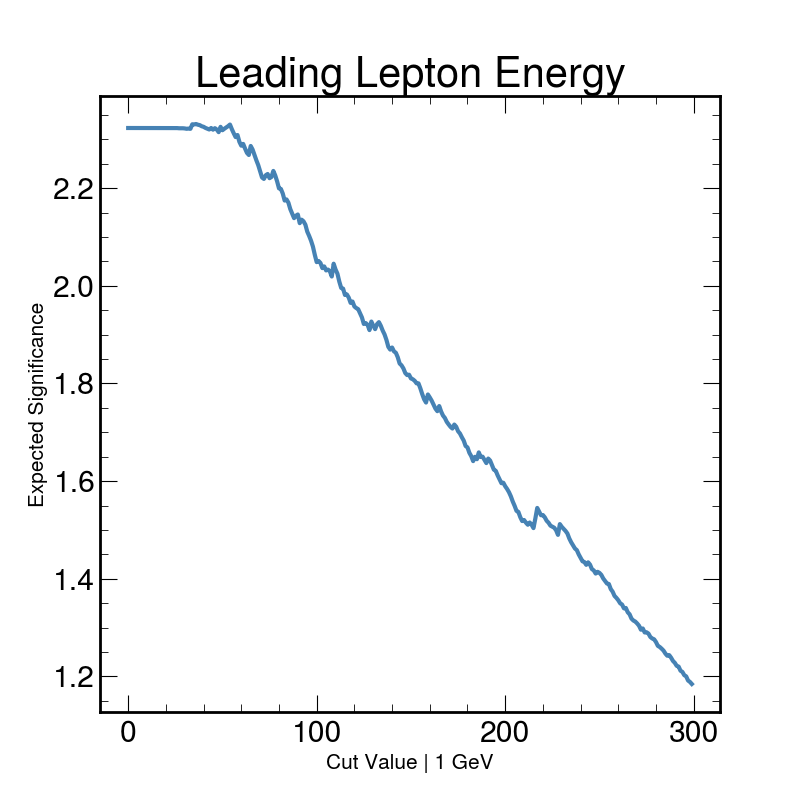 Leading Lepton Energy
Expected Significance
2.2
2.0
1.8
1.6
1.4
1.2
0 100 200 300
Cut Value | 1 GeV